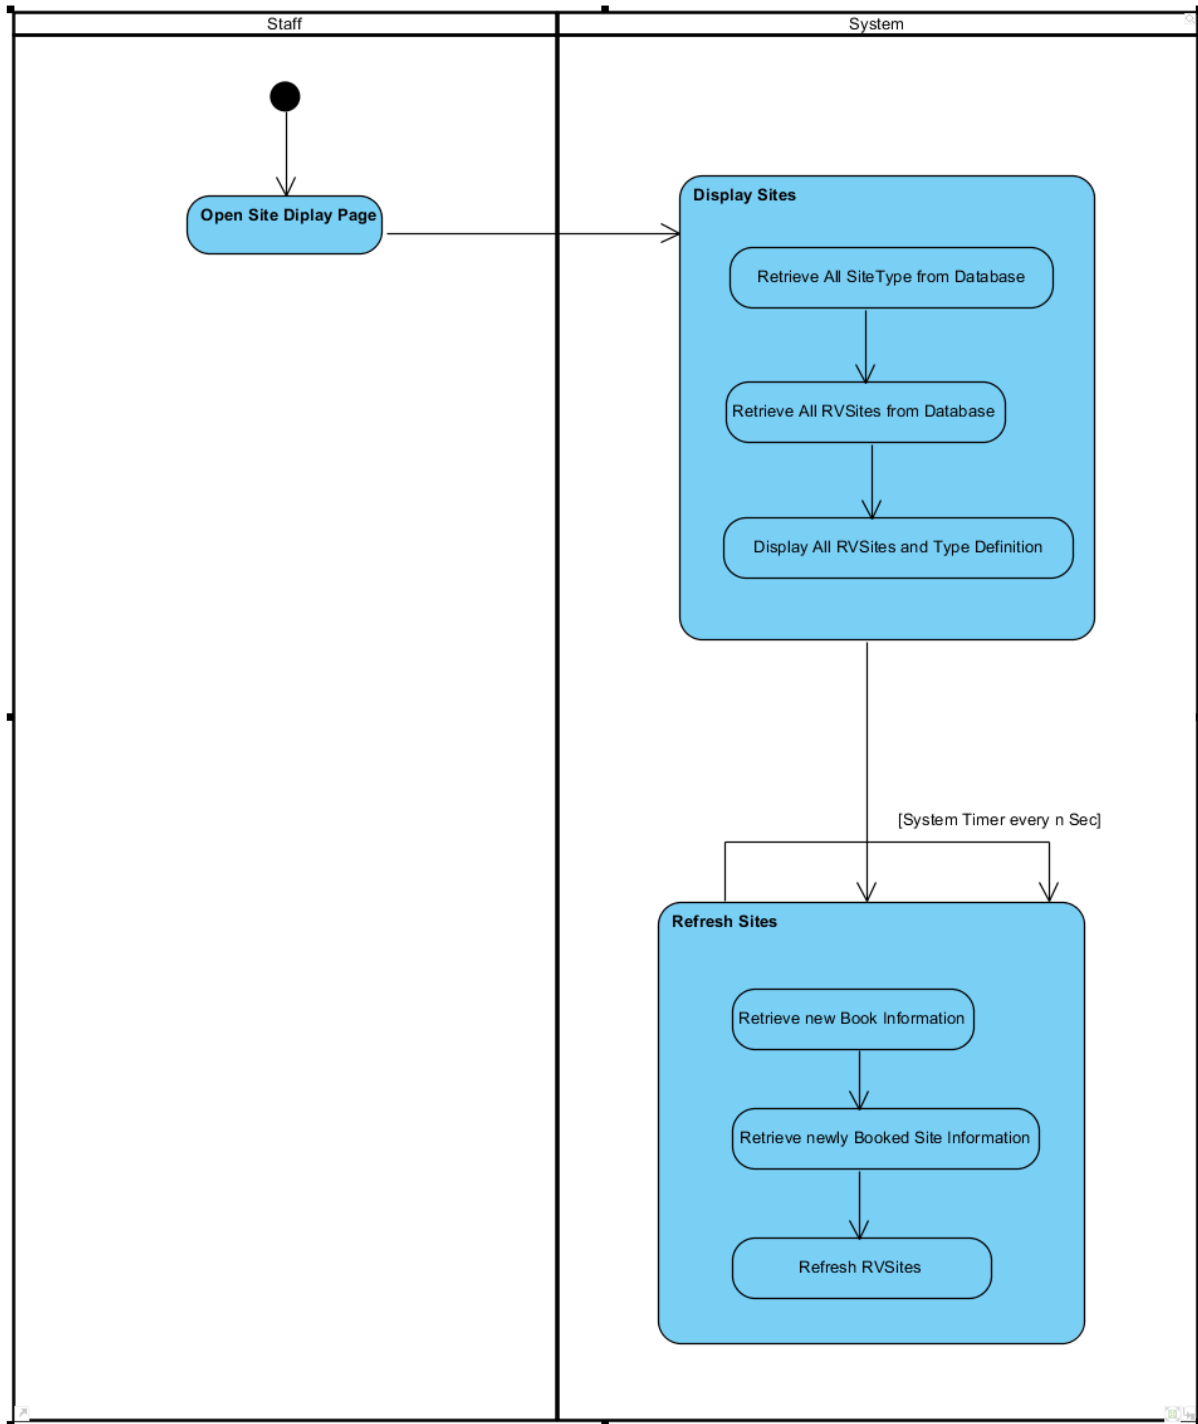 Staff
System
Open Site Diplay Page
Display Sites
Retrieve All SiteType from Database
Retrieve All RVSites from Database
Display All RVSites and Type Definition
[System Timer every n Sec]
Refresh Sites
Retrieve new Book Information
Retrieve newly Booked Site Information
Refresh RVSites